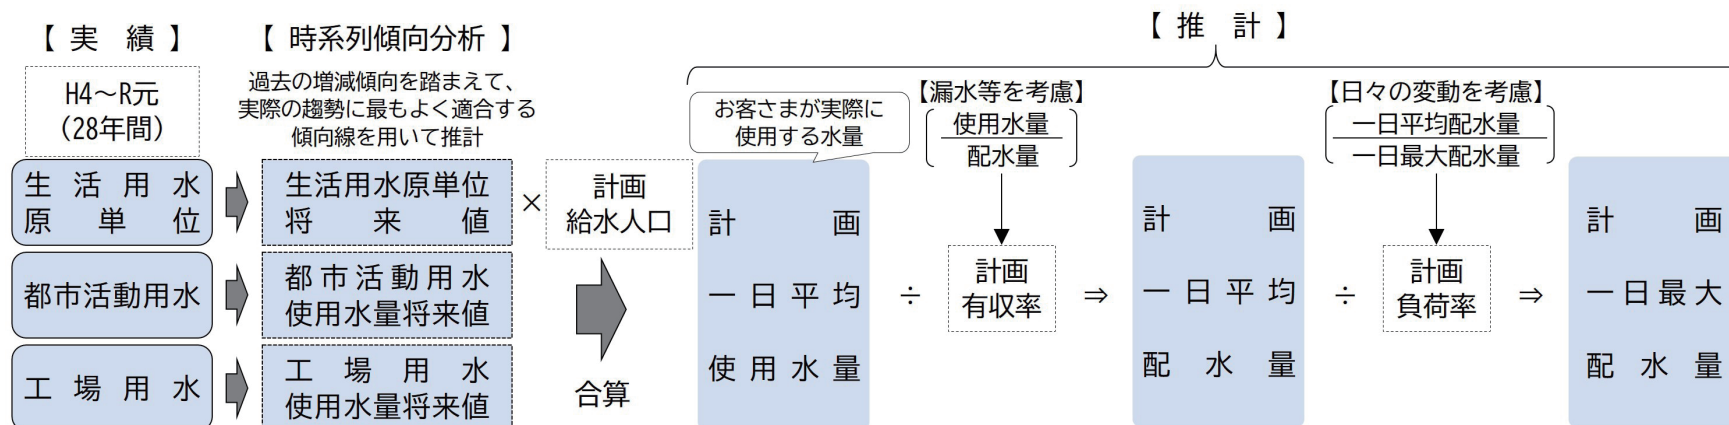 【 実 績 】
H4～R元
（28年間）
生活用水
原単位
都市活動用水
工場用水
【 時系列傾向分析 】
過去の増減傾向を踏まえて、
実際の趨勢に最もよく適合する
傾向線を用いて推計
生活用水原単位
将来値
×
計画
給水人口
都市活動用水
使用水量将来値
工場用水
使用水量将来値
合算
【 推 計 】
お客さまが実際に
使用する水量
計画
一日平均
使用水量
÷
【漏水等を考慮】
使用水量
配水量
計画
有収率
⇒
計画
一日平均
配水量
÷
【日々の変動を考慮】
一日平均配水量
一日最大配水量
計画
負荷率
⇒
計画
一日最大
配水量